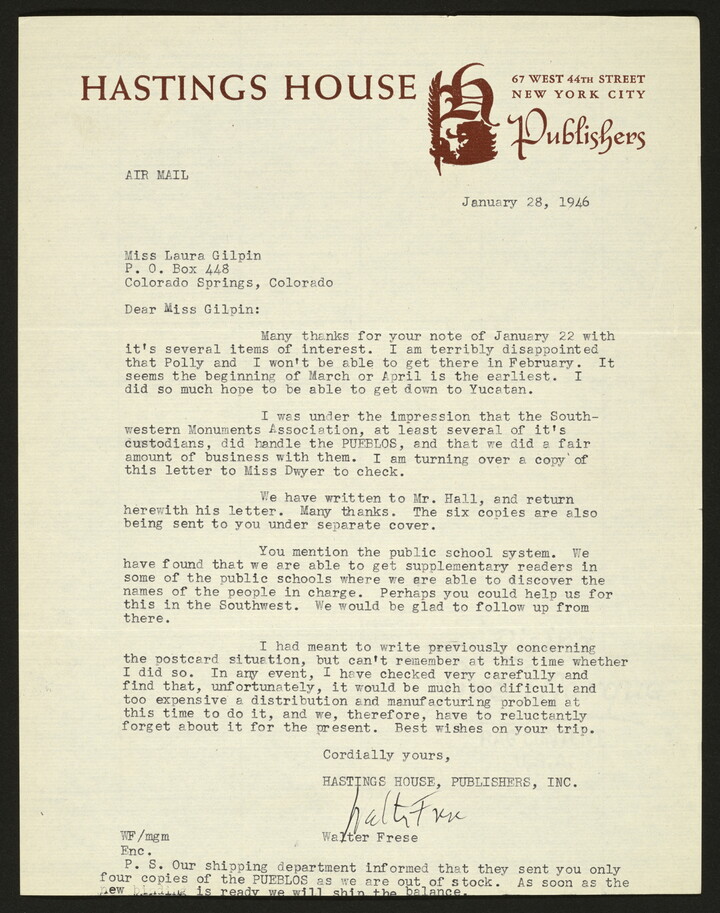 HASTINGS HOUSE
67 WEST 44TH STREET
NEW YORK CITY
Publishers
AIR MAIL
January 28, 1946
Miss Laura Gilpin
P. O. Box 448
Colorado Springs, Colorado
Dear Miss Gilpin:
Many thanks for your note of January 22 with
it's several items of interest. I am terribly disappointed
that Polly and I won't be able to get there in February. It
seems the beginning of March or April is the earliest. I
did so much hope to be able to get down to Yucatan.
I was under the impression that the South-
western Monuments Association, at least several of it's
custodians, did handle the PUEBLOS, and that we did a fair
amount of business with them. I am turning over a copy of
this letter to Miss Dwyer to check.
We have written to Mr. Hall, and return
herewith his letter. Many thanks. The six copies are also
being sent to you under separate cover.
You mention the public school system. We
have found that we are able to get supplementary readers in
some of the public schools where we are able to discover the
names of the people in charge. Perhaps you could help us for
this in the Southwest. We would be glad to follow up from
there.
I had meant to write previously concerning
the postcard situation, but can't remember at this time whether
I did so. In any event, I have checked very carefully and
find that, unfortunately, it would be much too dificult and
too expensive a distribution and manufacturing problem at
this time to do it, and we, therefore, have to reluctantly
forget about it for the present. Best wishes on your trip.
Cordially yours,
HASTINGS HOUSE, PUBLISHERS, INC.
Walter Frese
Walter Frese
WF/mgm
Enc.
P. S. Our shipping department informed that they sent you only
four copies of the PUEBLOS as we are out of stock. As soon as the
new binding is ready we will ship the balance.